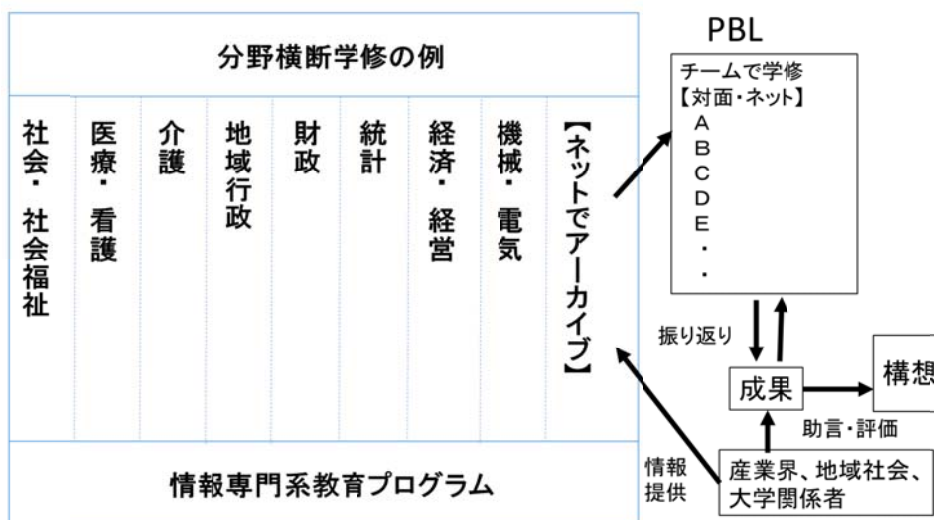 分野横断学修の例
社会・社会福祉
医療・看護
介護
地域行政
財政
統計
経済・経営
機械・電気
【ネットでアーカイブ】
情報専門系教育プログラム
PBL
チームで学修
【対面・ネット】
A
B
C
D
E
・
・
振り返り
成果
構想
助言・評価
情報
提供
産業界、地域社会、
大学関係者